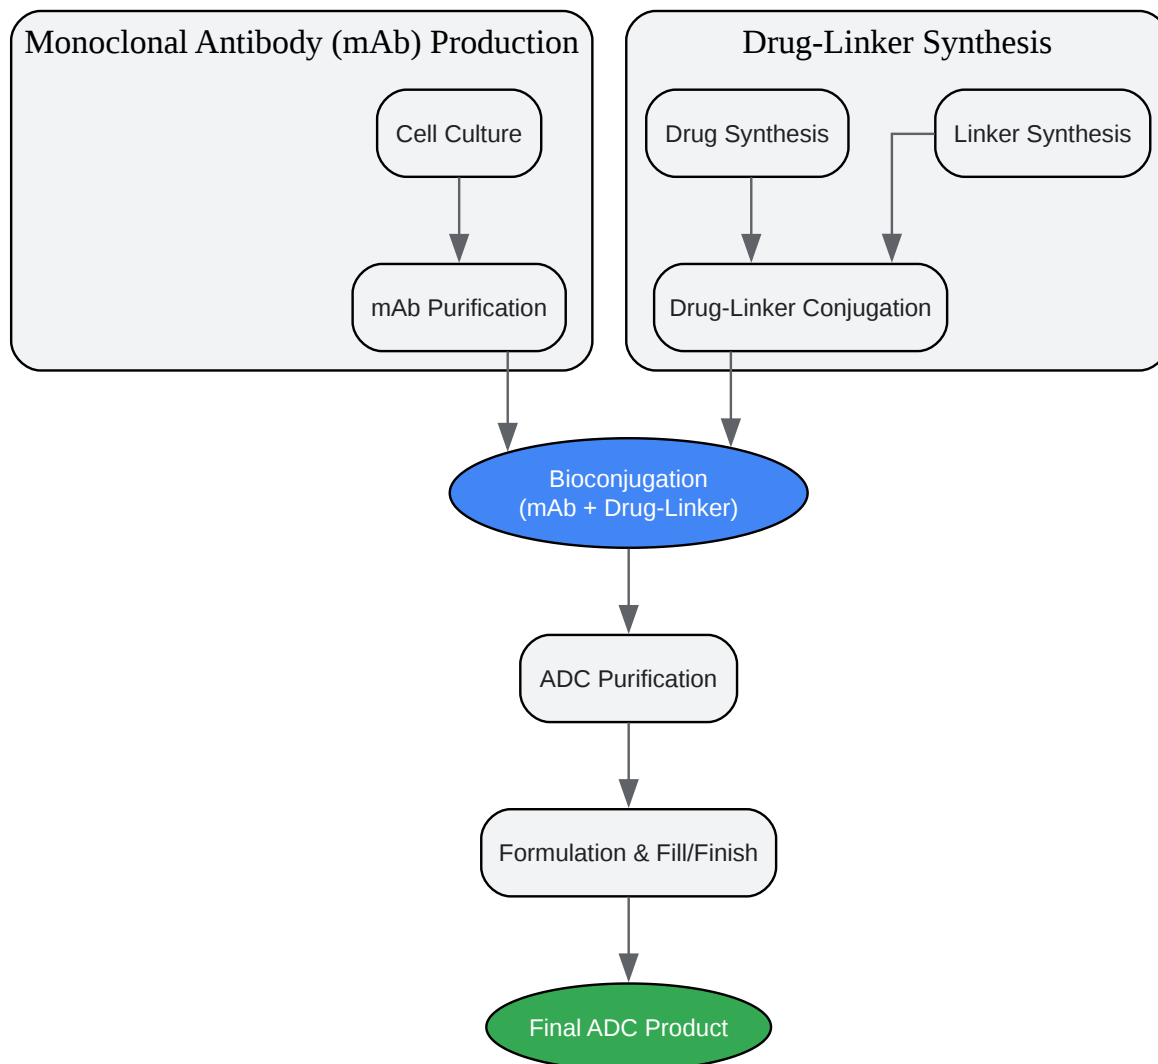 Monoclonal Antibody (mAb) Production
Cell Culture
mAb Purification
Drug-Linker Synthesis
Drug Synthesis
Linker Synthesis
Drug-Linker Conjugation
Bioconjugation
(mAb + Drug-Linker)
ADC Purification
Formulation & Fill/Finish
Final ADC Product